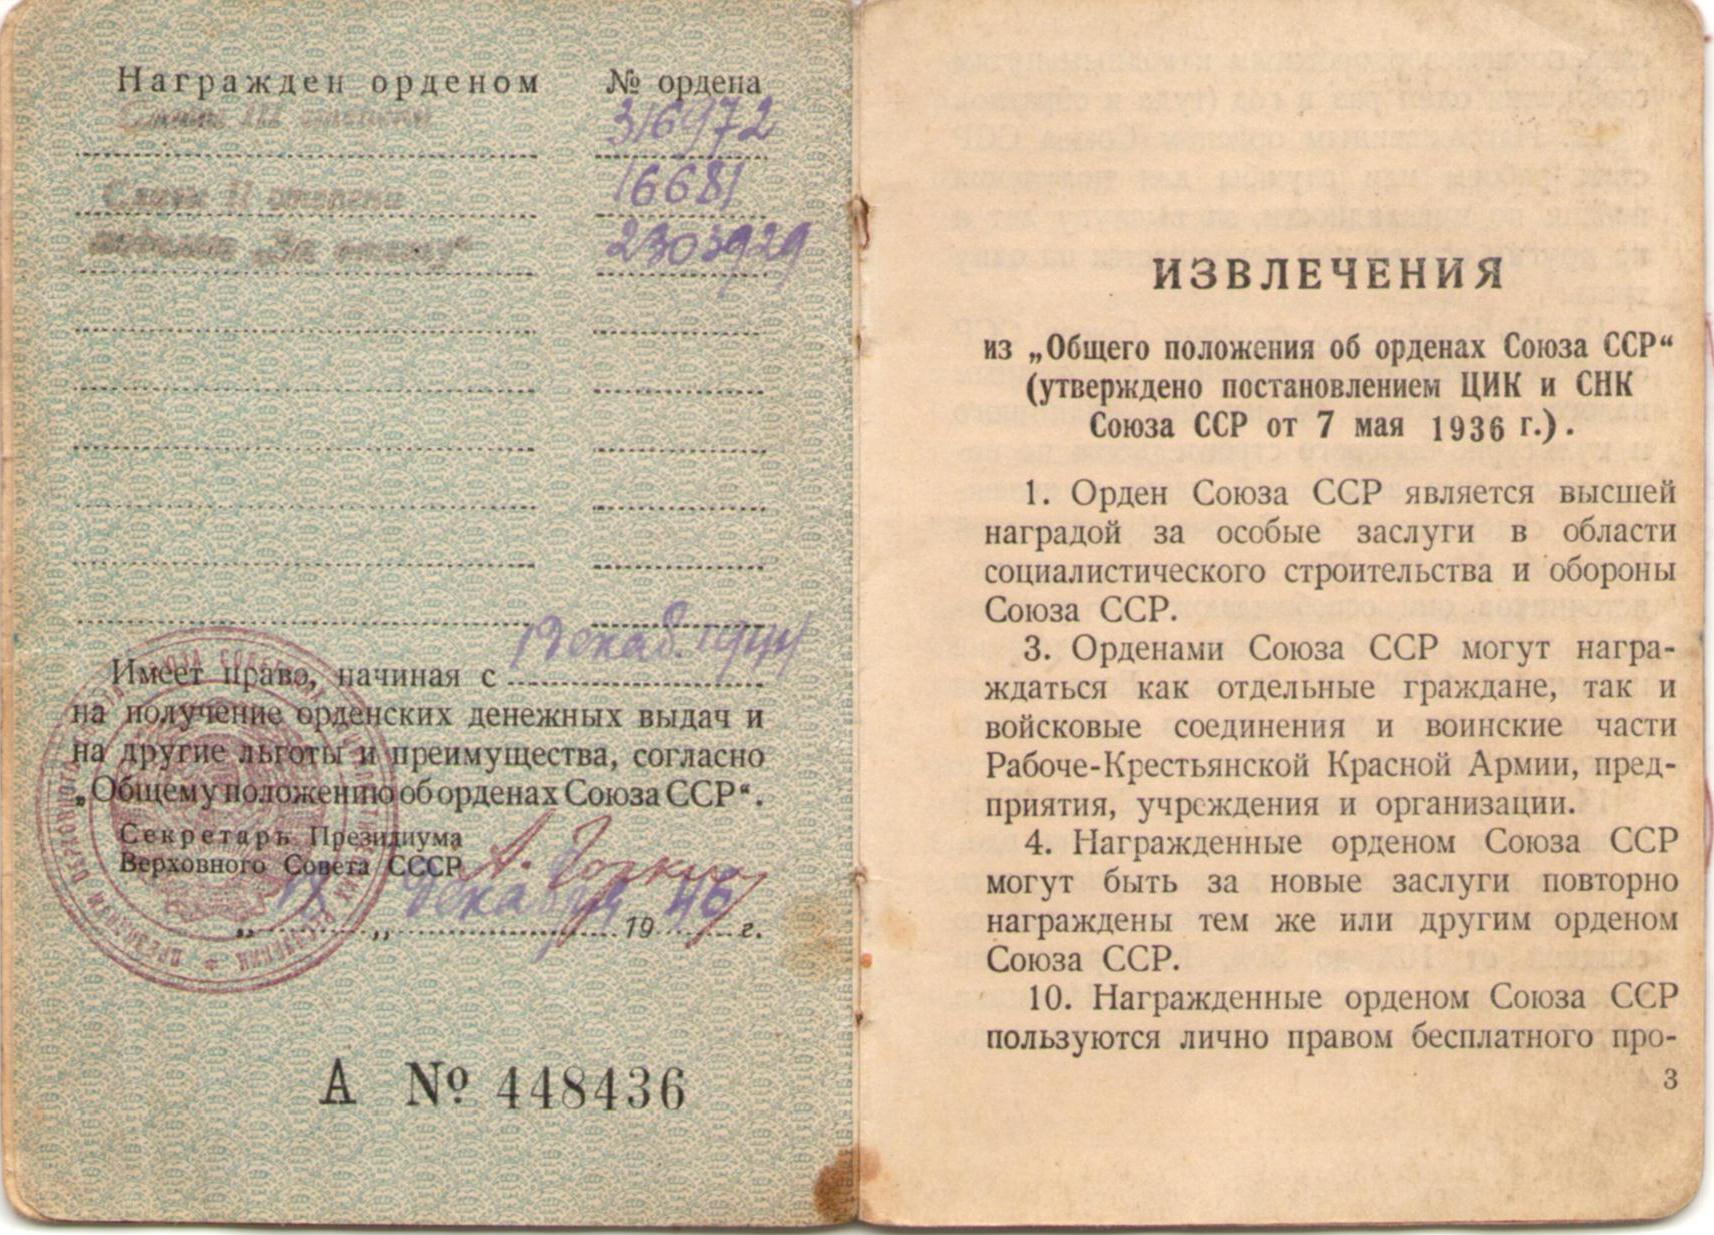 Награжден орденом № ордена
Славы III степени 316972
Славы II степени 16681
медалью „За отвагу“ 2303929
Имеет право, начиная с 1 декаб. 1944
на получение орденских денежных выдач и
на другие льготы и преимущества, согласно
„Общему положению об орденах Союза ССР“.
Секретарь Президиума
Верховного Совета СССР А. Горкин
„ “ декабря 1946 г.
А № 448436
ИЗВЛЕЧЕНИЯ
из „Общего положения об орденах Союза ССР“
(утверждено постановлением ЦИК и СНК
Союза ССР от 7 мая 1936 г.).
1. Орден Союза ССР является высшей
наградой за особые заслуги в области
социалистического строительства и обороны
Союза ССР.
3. Орденами Союза ССР могут награ-
ждаться как отдельные граждане, так и
войсковые соединения и воинские части
Рабоче-Крестьянской Красной Армии, пред-
приятия, учреждения и организации.
4. Награжденные орденом Союза ССР
могут быть за новые заслуги повторно
награждены тем же или другим орденом
Союза ССР.
10. Награжденные орденом Союза ССР
пользуются лично правом бесплатного про-
3